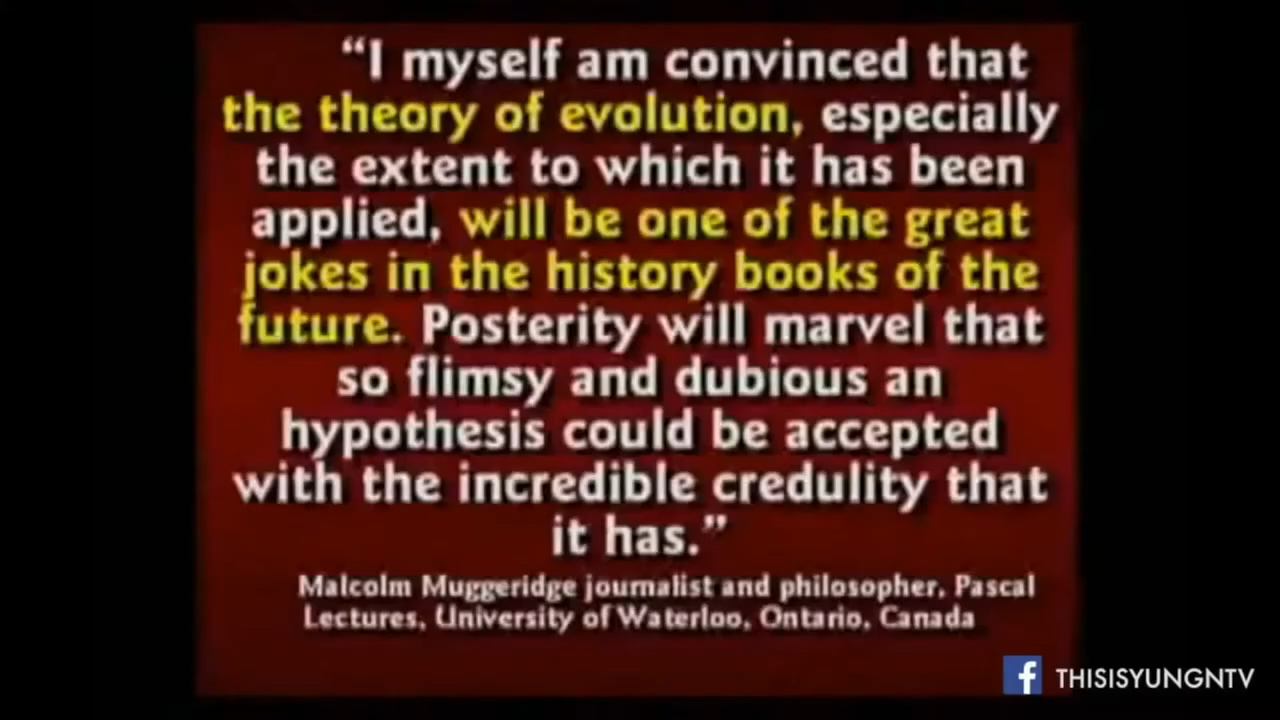 “I myself am convinced that
the theory of evolution, especially
the extent to which it has been
applied, will be one of the great
jokes in the history books of the
future. Posterity will marvel that
so flimsy and dubious an
hypothesis could be accepted
with the incredible credulity that
it has.”
Malcolm Muggeridge journalist and philosopher, Pascal
Lectures, University of Waterloo, Ontario, Canada
f THISISYUNGNTV